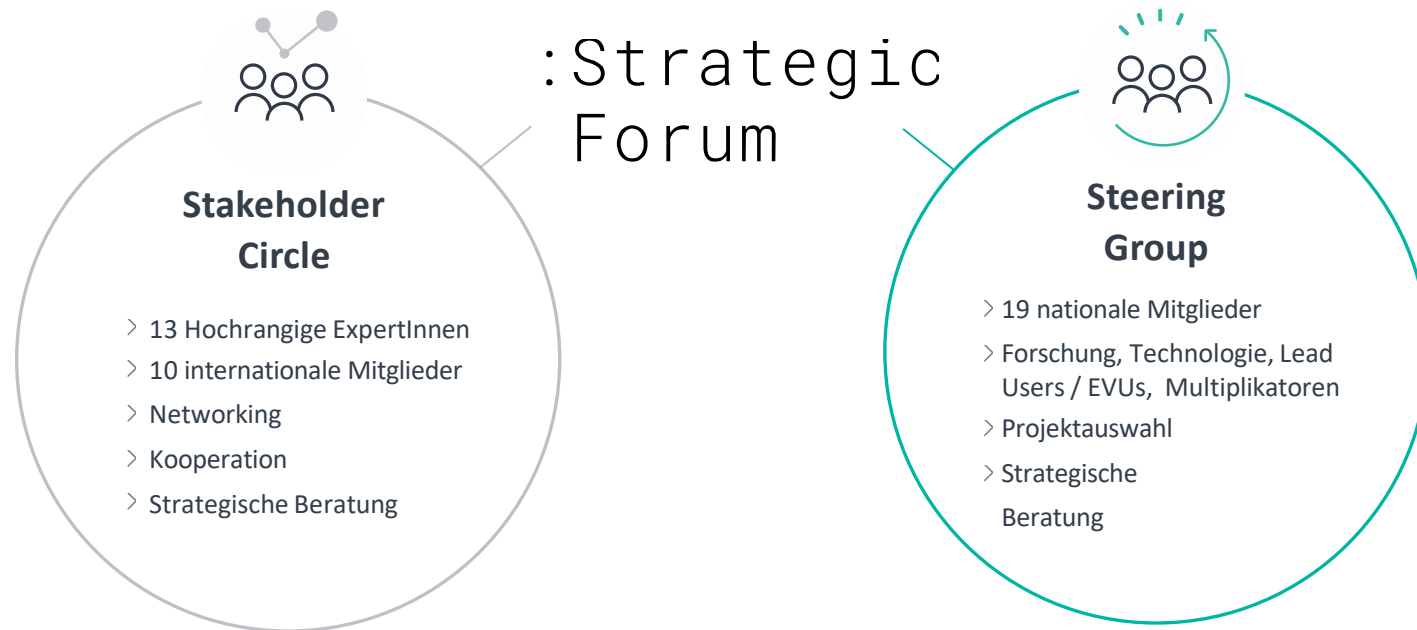 :Strategic
Forum
Stakeholder
Circle
> 13 Hochrangige ExpertInnen
> 10 internationale Mitglieder
> Networking
> Kooperation
> Strategische Beratung
Steering
Group
> 19 nationale Mitglieder
> Forschung, Technologie, Lead
Users / EVUs, Multiplikatoren
> Projektauswahl
> Strategische
Beratung